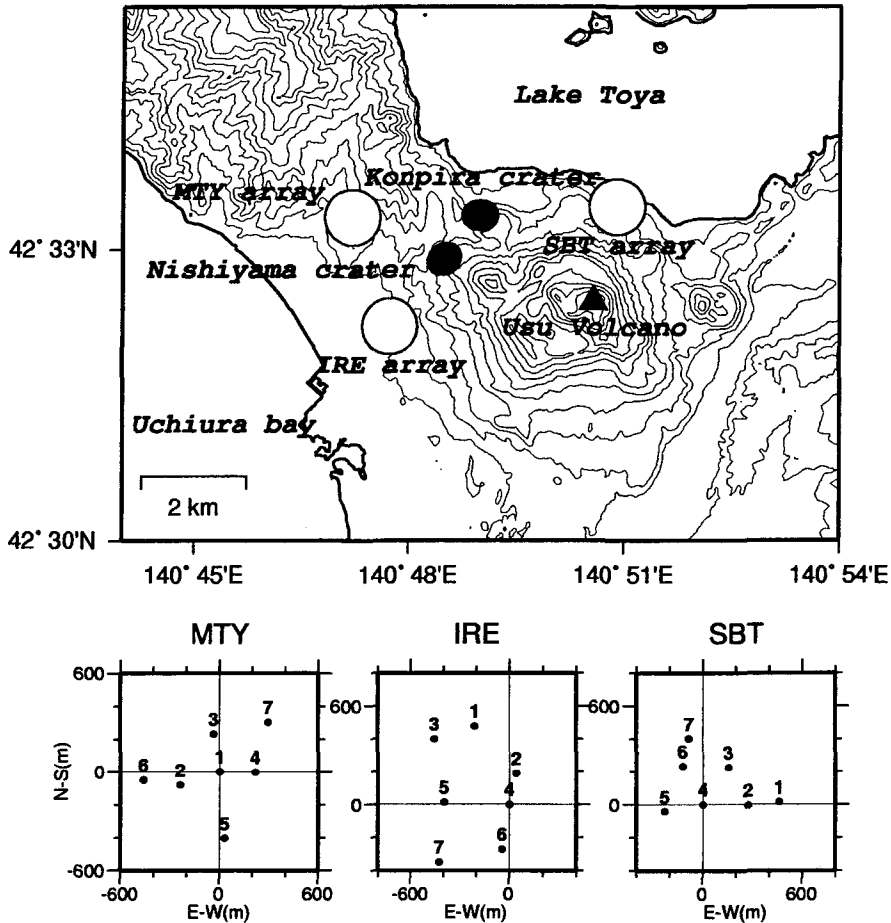 Lake Toya
Konpira crater
MTY array
42° 33'N
SBT array
Nishiyama crater
Usu Volcano
IRE array
Uchiura bay
2 km
42° 30'N
140° 45'E 140° 48'E 140° 51'E 140° 54'E
MTY IRE SBT
600
3 7
6 2 1 4
0
5
-600
N-S(m)
-600 0 600
E-W(m)
600
1
3
2
5 4
0
6
7
-600 0
E-W(m)
600
7
6 3
5 4 2 1
0
0 600
E-W(m)